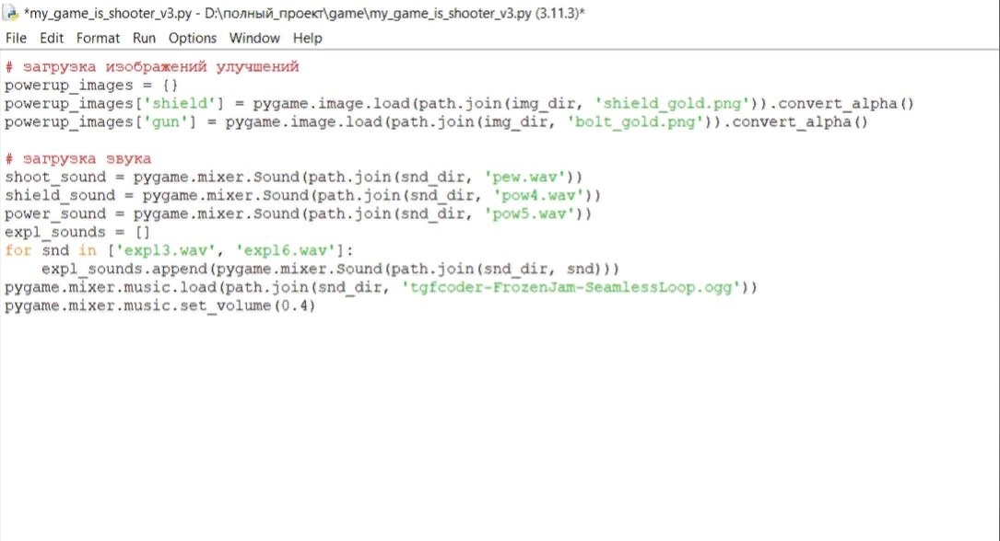 *my_game_is_shooter_v3.py - D:\полный_проект\game\my_game_is_shooter_v3.py (3.11.3)*
File Edit Format Run Options Window Help
# загрузка изображений улучшений
powerup_images = {}
powerup_images['shield'] = pygame.image.load(path.join(img_dir, 'shield_gold.png')).convert_alpha()
powerup_images['gun'] = pygame.image.load(path.join(img_dir, 'bolt_gold.png')).convert_alpha()
# загрузка звука
shoot_sound = pygame.mixer.Sound(path.join(snd_dir, 'pew.wav'))
shield_sound = pygame.mixer.Sound(path.join(snd_dir, 'pow4.wav'))
power_sound = pygame.mixer.Sound(path.join(snd_dir, 'pow5.wav'))
expl_sounds = []
for snd in ['expl3.wav', 'expl6.wav']:
    expl_sounds.append(pygame.mixer.Sound(path.join(snd_dir, snd)))
pygame.mixer.music.load(path.join(snd_dir, 'tgfcoder-FrozenJam-SeamlessLoop.ogg'))
pygame.mixer.music.set_volume(0.4)